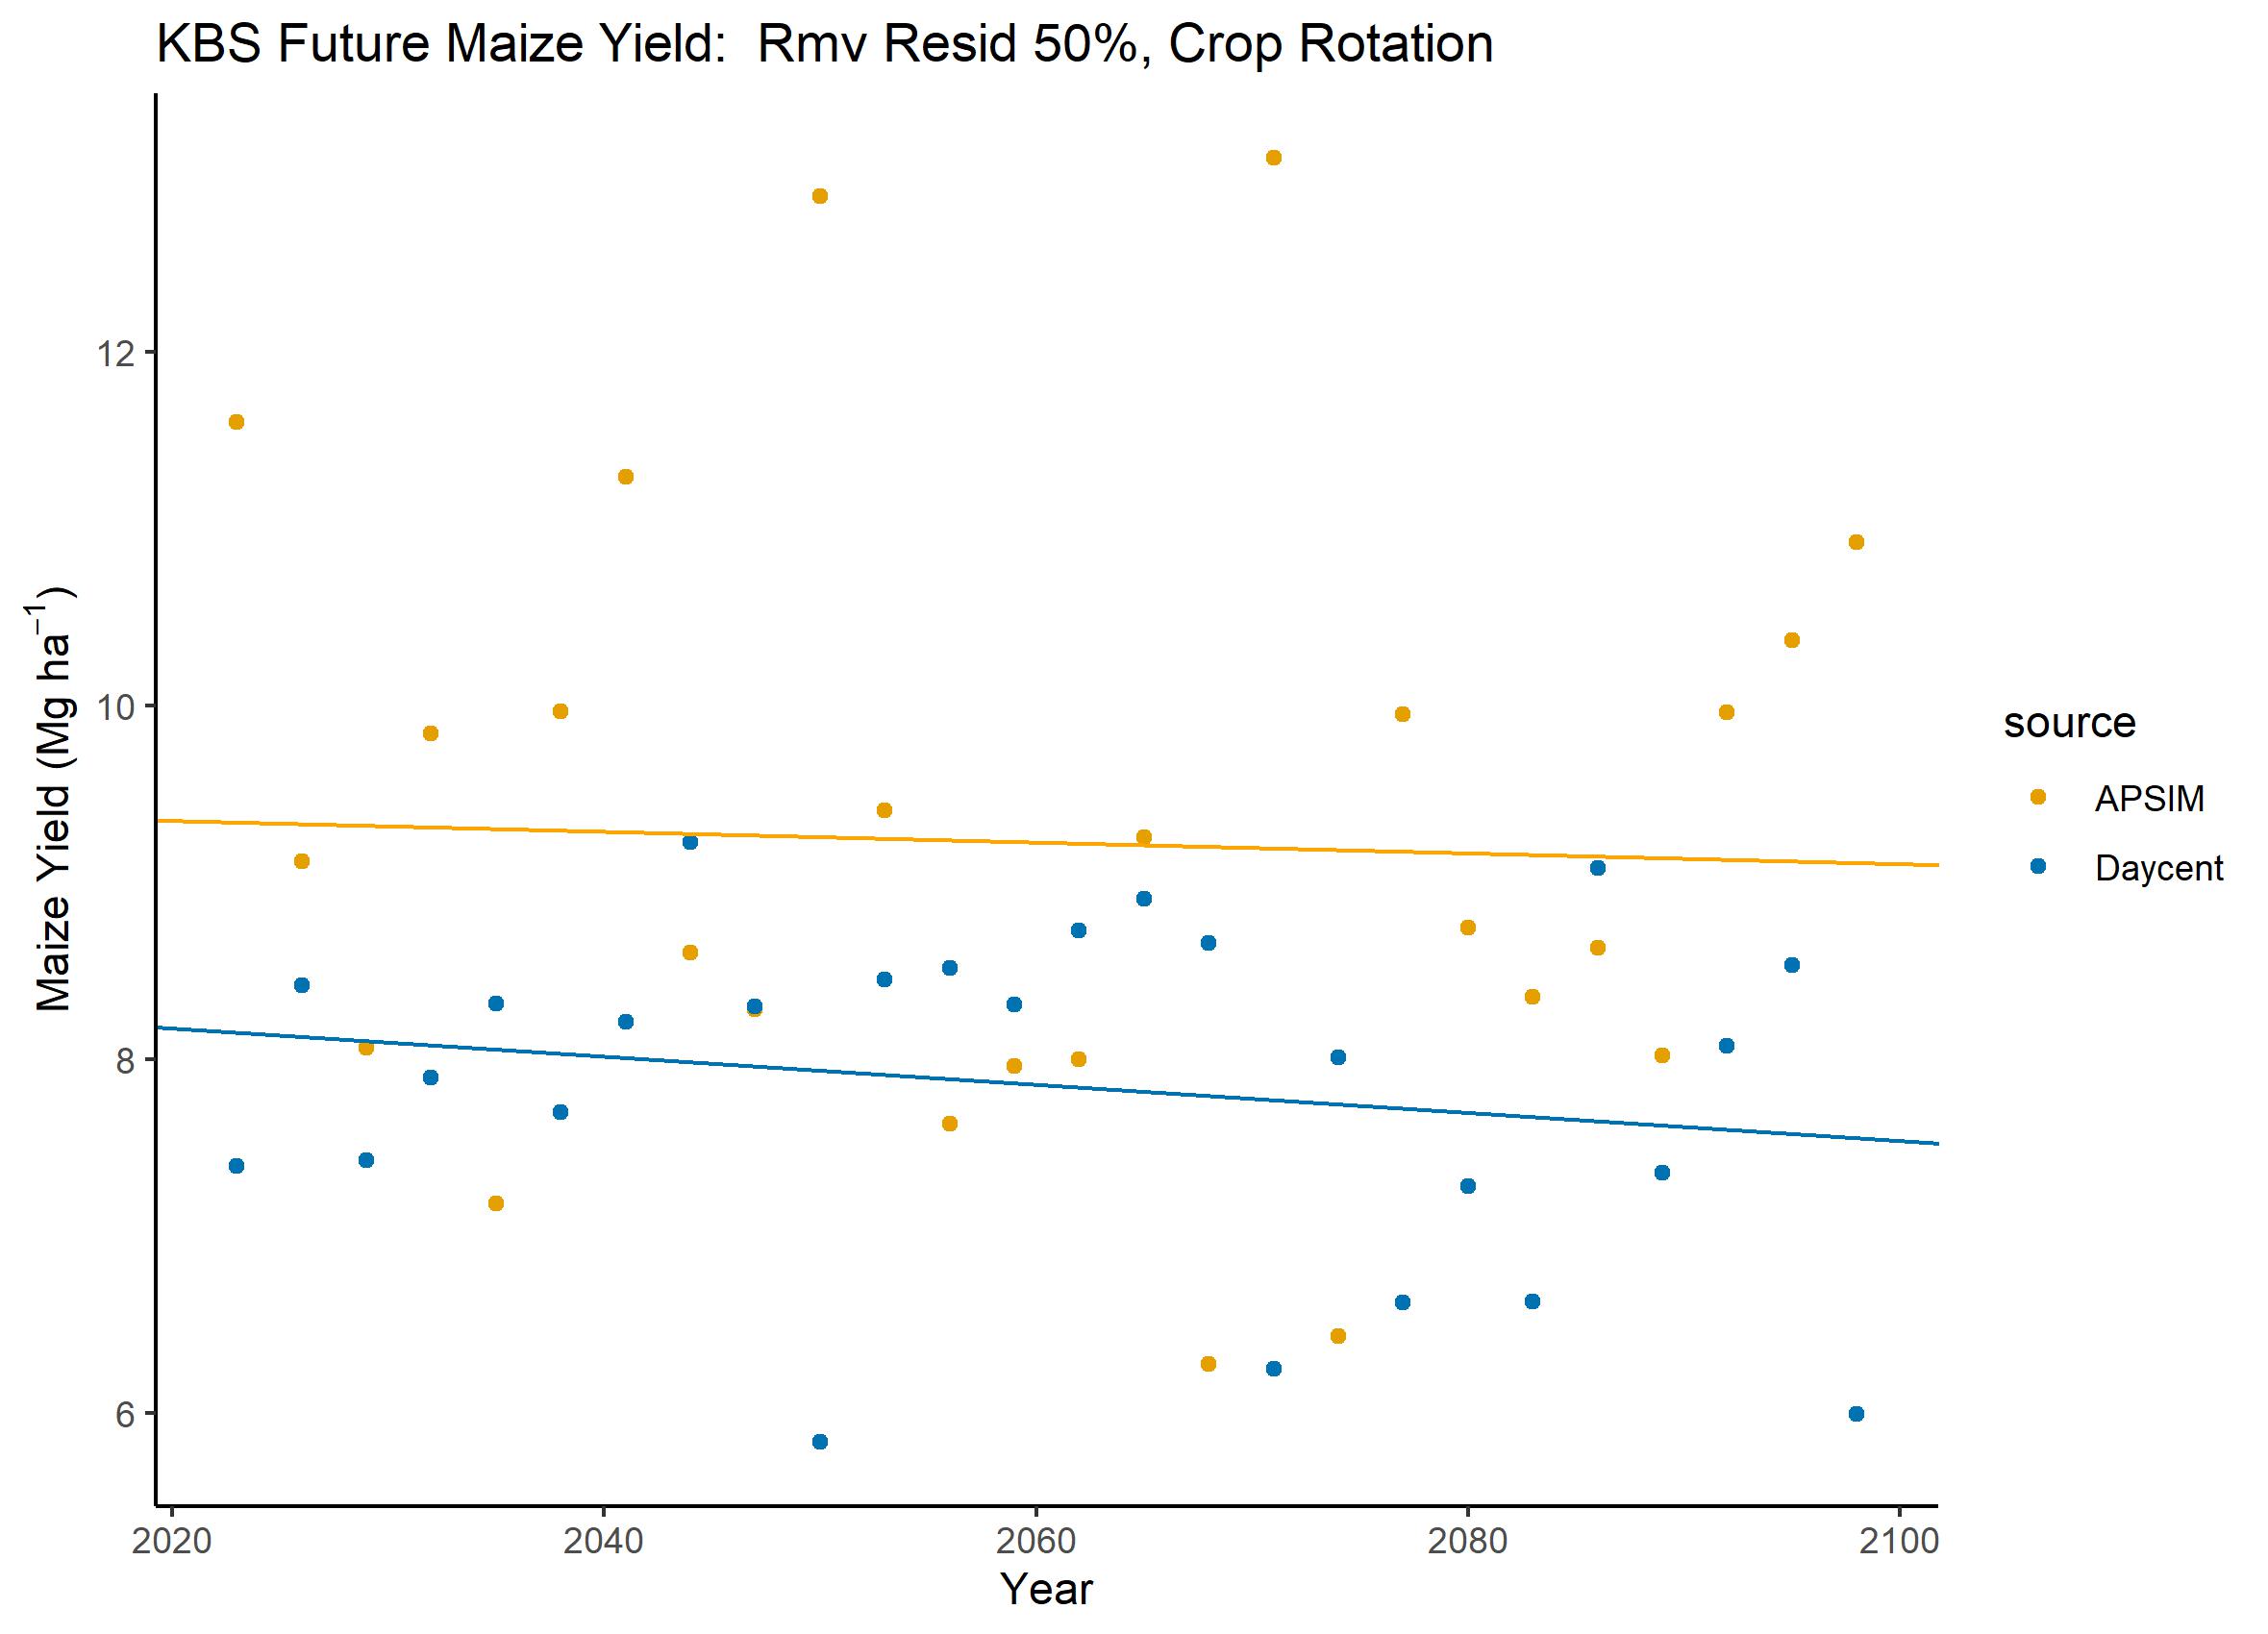 KBS Future Maize Yield:  Rmv Resid 50%, Crop Rotation
Maize Yield (Mg ha⁻¹)
12
10
8
6
2020 2040 2060 2080 2100
Year
source
APSIM
Daycent